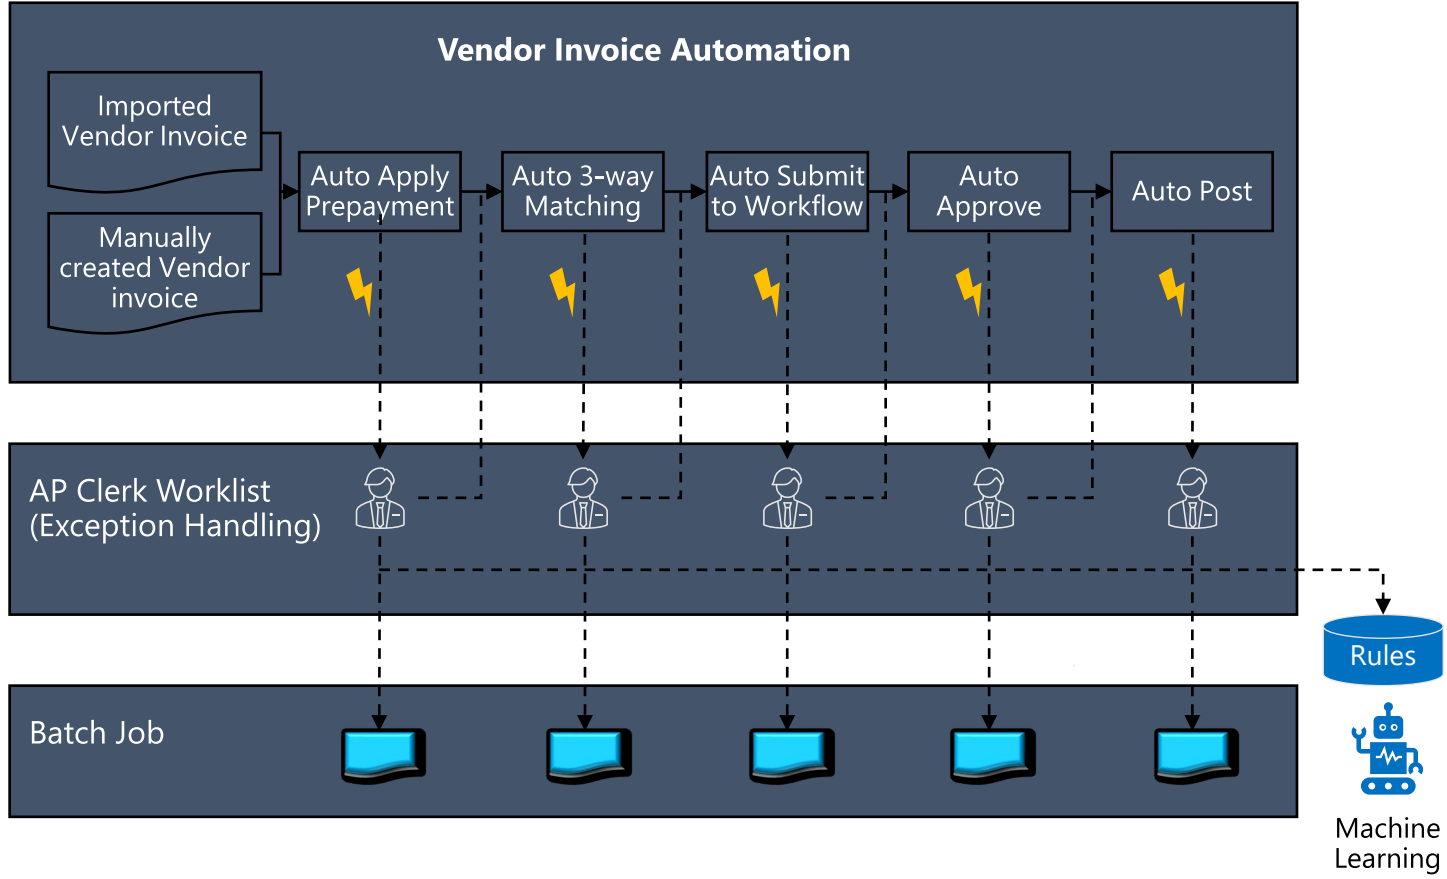 Vendor Invoice Automation
Imported
Vendor Invoice
Manually
created Vendor
invoice
Auto Apply
Prepayment
Auto 3-way
Matching
Auto Submit
to Workflow
Auto
Approve
Auto Post
AP Clerk Worklist
(Exception Handling)
Rules
Batch Job
Machine
Learning